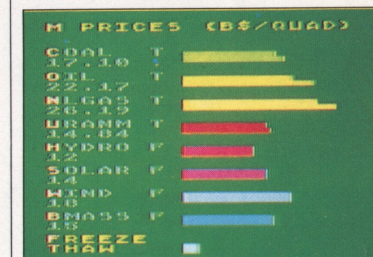 M PRICES (B$/QUAD)
COAL T
17.10
OIL T
22.17
NLGAS T
26.19
URANM T
14.84
HYDRO F
12
SOLAR F
14
WIND F
18
BMASS F
15
FREEZE
THAW